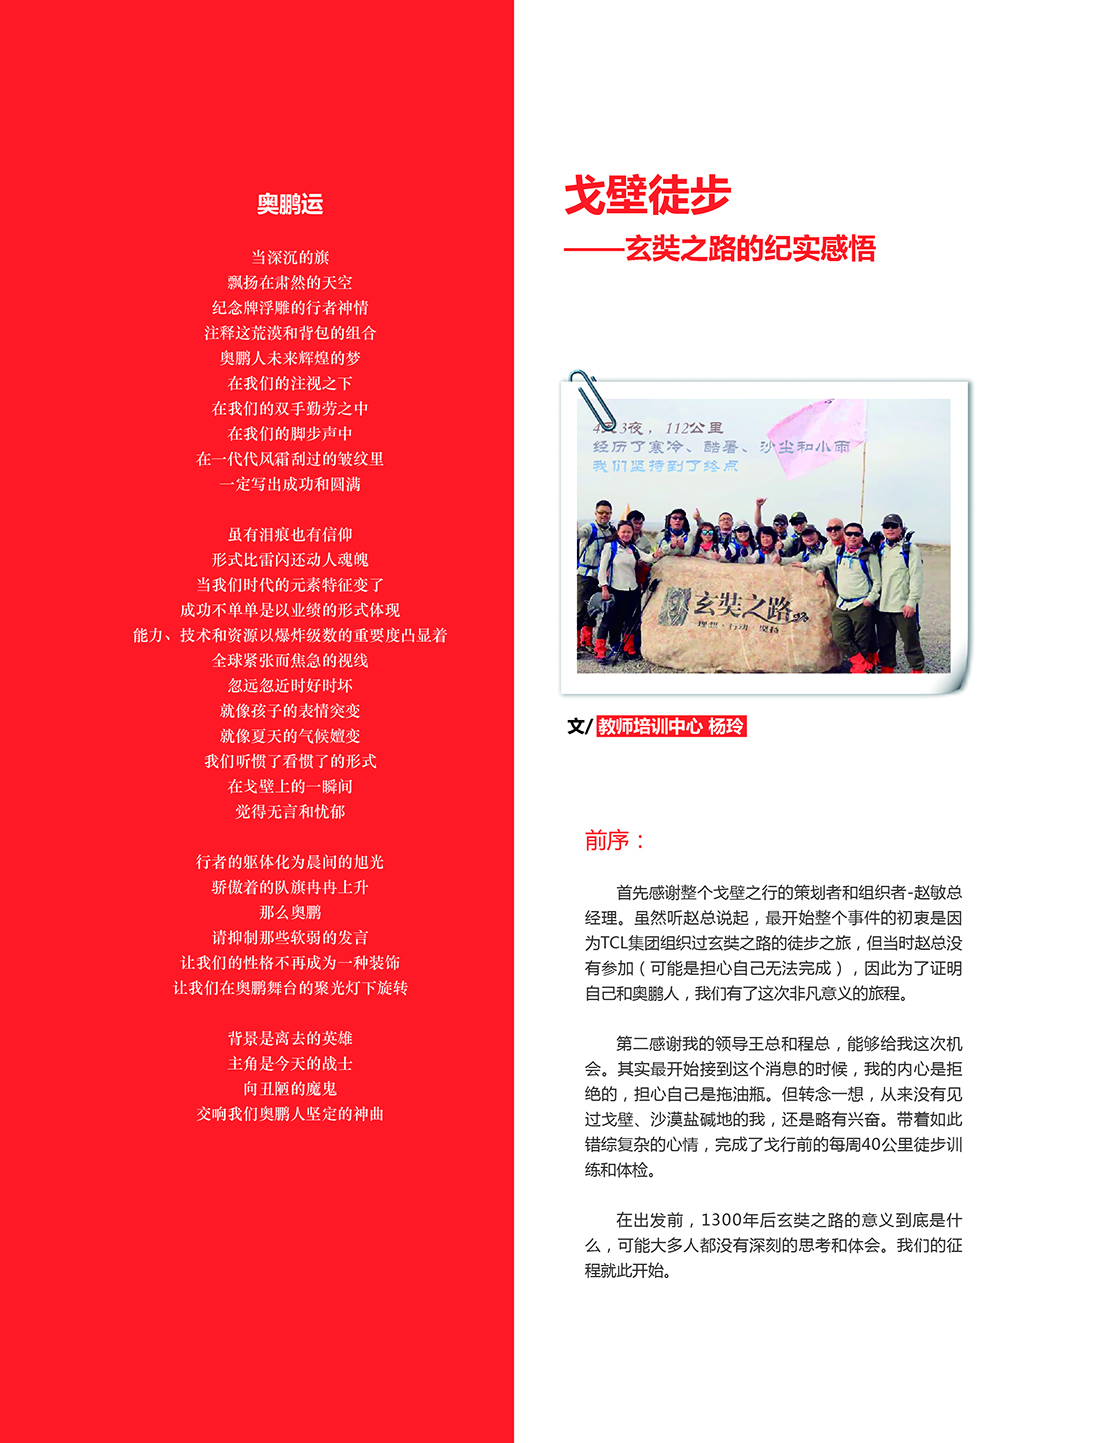 奥鹏运
当深沉的旗
飘扬在肃然的天空
纪念牌浮雕的行者神情
注释这荒漠和背包的组合
奥鹏人未来辉煌的梦
在我们的注视之下
在我们的双手勤劳之中
在我们的脚步声中
在一代代风霜刮过的皱纹里
一定写出成功和圆满
虽有泪痕也有信仰
形式比雷闪还动人魂魄
当我们时代的元素特征变了
成功不单单是以业绩的形式体现
能力、技术和资源以爆炸级数的重要度凸显着
全球紧张而焦急的视线
忽远忽近时好时坏
就像孩子的表情突变
就像夏天的气候嬗变
我们听惯了看惯了的形式
在戈壁上的一瞬间
觉得无言和忧郁
行者的躯体化为晨间的旭光
骄傲着的队旗冉冉上升
那么奥鹏
请抑制那些软弱的发言
让我们的性格不再成为一种装饰
让我们在奥鹏舞台的聚光灯下旋转
背景是离去的英雄
主角是今天的战士
向丑陋的魔鬼
交响我们奥鹏人坚定的神曲
戈壁徒步
——玄奘之路的纪实感悟
4天3夜，112公里
经历了寒冷、酷暑、沙尘和小雨
我们坚持到了终点
玄奘之路
理想·行动·坚持
文/教师培训中心 杨玲
前序：
首先感谢整个戈壁之行的策划者和组织者-赵敏总
经理。虽然听赵总说起，最开始整个事件的初衷是因
为TCL集团组织过玄奘之路的徒步之旅，但当时赵总没
有参加（可能是担心自己无法完成），因此为了证明
自己和奥鹏人，我们有了这次非凡意义的旅程。
第二感谢我的领导王总和程总，能够给我这次机
会。其实最开始接到这个消息的时候，我的内心是拒
绝的，担心自己是拖油瓶。但转念一想，从来没有见
过戈壁、沙漠盐碱地的我，还是略有兴奋。带着如此
错综复杂的心情，完成了戈行前的每周40公里徒步训
练和体检。
在出发前，1300年后玄奘之路的意义到底是什
么，可能大多人都没有深刻的思考和体会。我们的征
程就此开始。